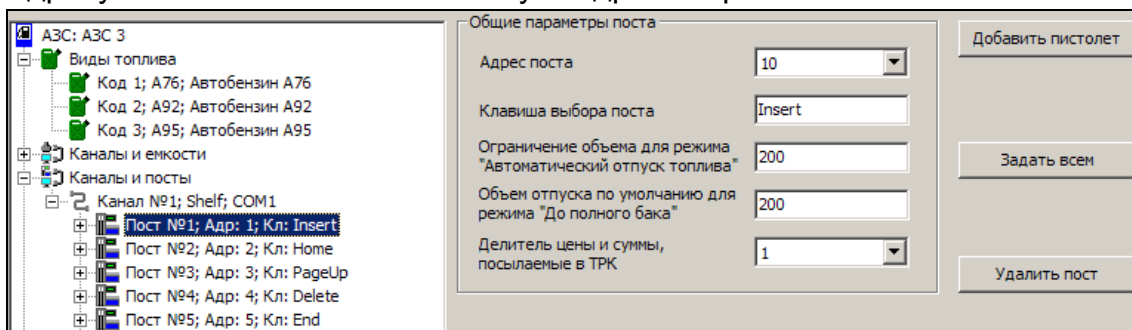 АЗС: АЗС 3
Виды топлива
Код 1; А76; Автобензин А76
Код 2; А92; Автобензин А92
Код 3; А95; Автобензин А95
Каналы и емкости
Каналы и посты
Канал №1; Shelf; COM1
Пост №1; Адр: 1; Кл: Insert
Пост №2; Адр: 2; Кл: Home
Пост №3; Адр: 3; Кл: PageUp
Пост №4; Адр: 4; Кл: Delete
Пост №5; Адр: 5; Кл: End
Общие параметры поста
Адрес поста
10
Клавиша выбора поста
Insert
Ограничение объема для режима
"Автоматический отпуск топлива"
200
Объем отпуска по умолчанию для
режима "До полного бака"
200
Делитель цены и суммы,
посылаемые в ТРК
1
Добавить пистолет
Задать всем
Удалить пост